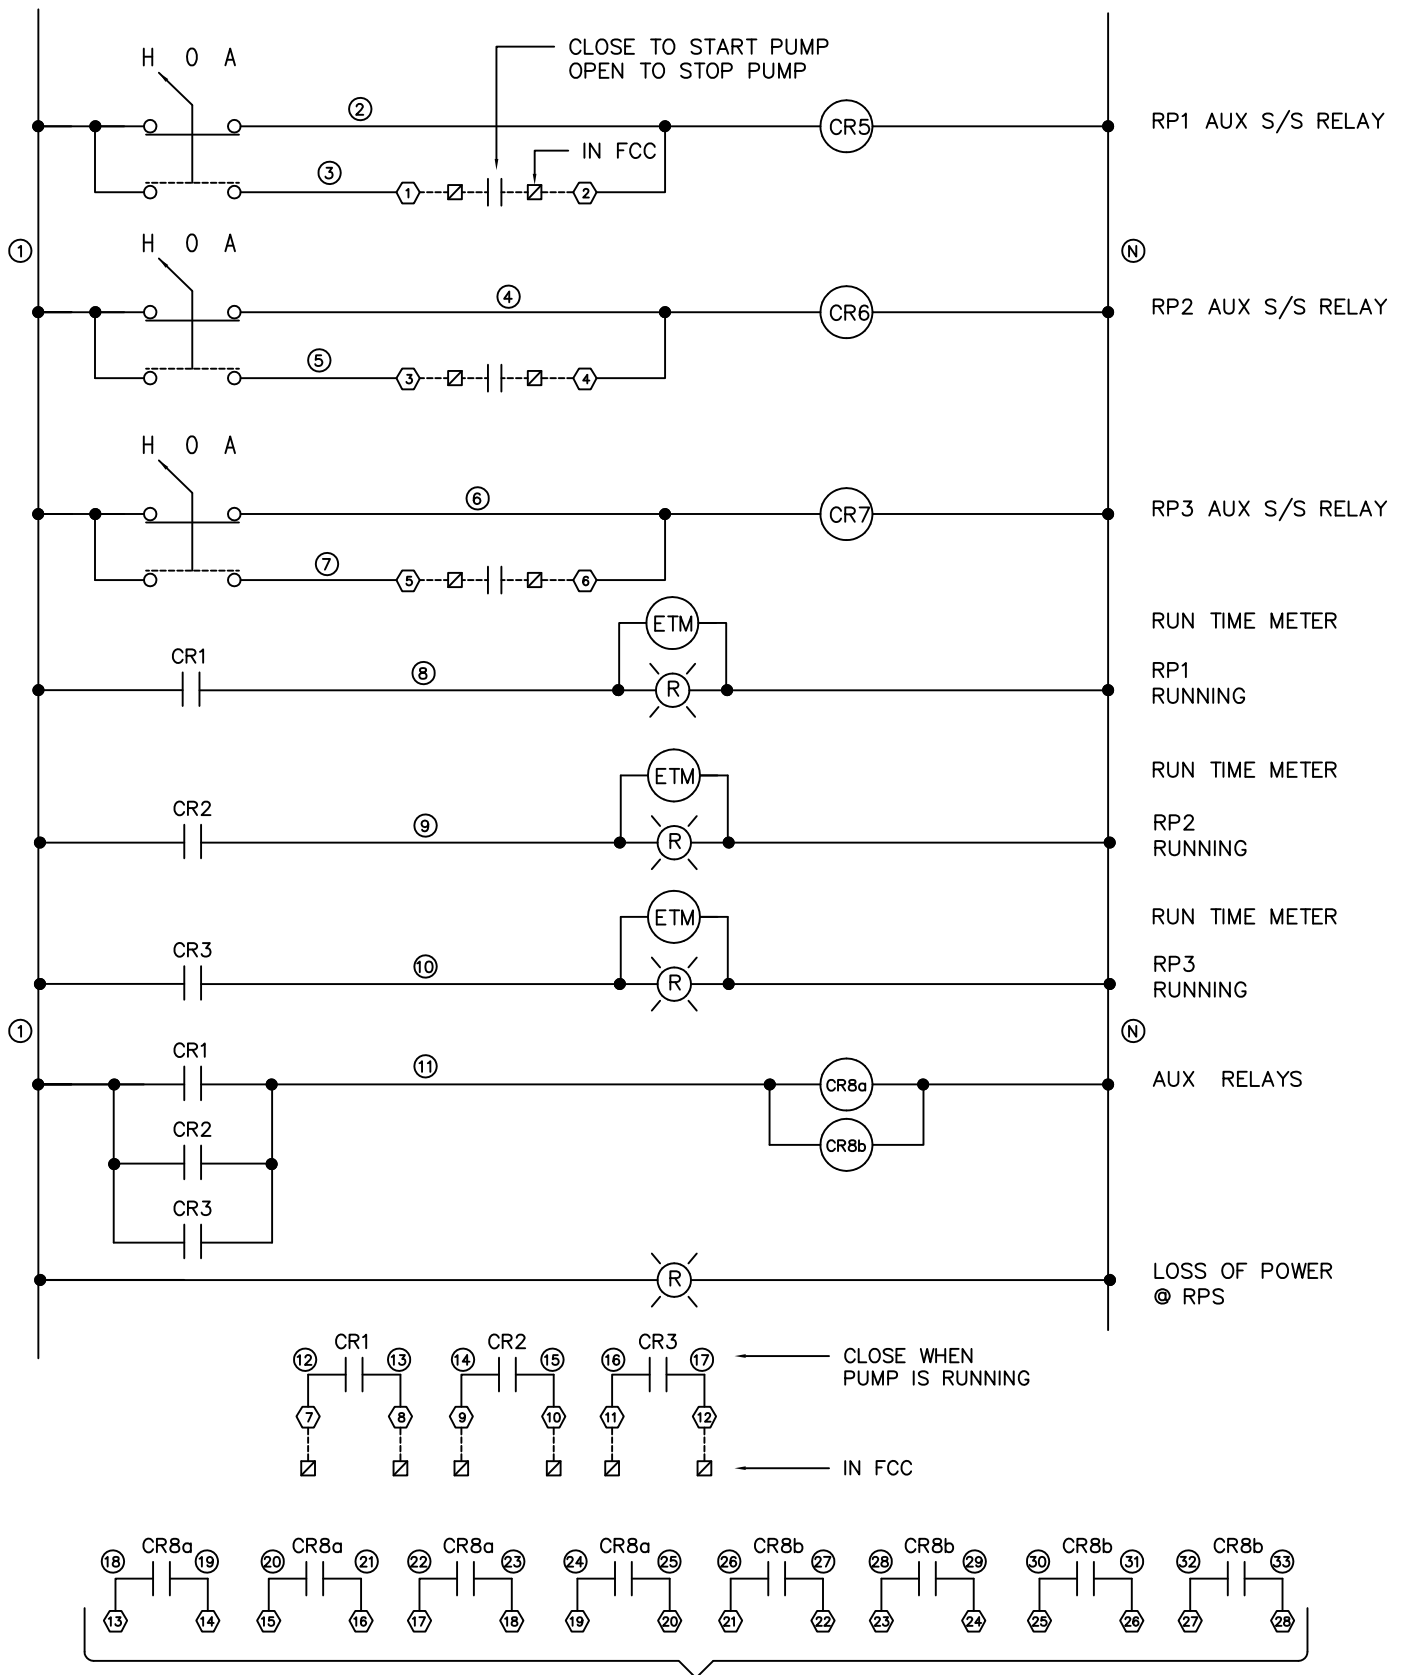 CLOSE TO START PUMP
OPEN TO STOP PUMP
H O A
2
CR5
RP1 AUX S/S RELAY
IN FCC
3
1
2
H O A
1
N
4
CR6
RP2 AUX S/S RELAY
5
3
4
H O A
6
CR7
RP3 AUX S/S RELAY
7
5
6
ETM
RUN TIME METER
CR1
8
R
RP1
RUNNING
ETM
RUN TIME METER
CR2
9
R
RP2
RUNNING
ETM
RUN TIME METER
CR3
10
R
RP3
RUNNING
1
N
CR1
11
CR8a
AUX RELAYS
CR2
CR8b
CR3
R
LOSS OF POWER
@ RPS
CR1 CR2 CR3
12 13 14 15 16 17
CLOSE WHEN
PUMP IS RUNNING
7 8 9 10 11 12
IN FCC
CR8a CR8a CR8a CR8a CR8b CR8b CR8b CR8b
18 19 20 21 22 23 24 25 26 27 28 29 30 31 32 33
13 14 15 16 17 18 19 20 21 22 23 24 25 26 27 28